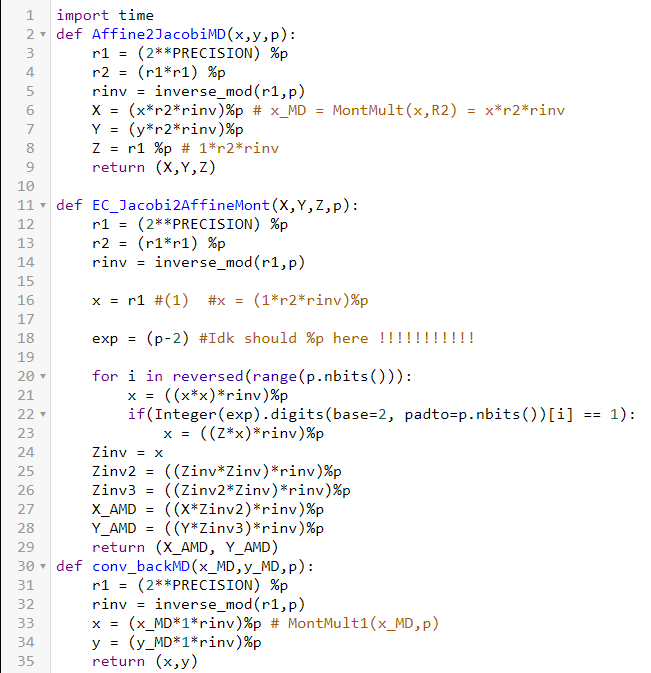 1 import time
2 def Affine2JacobiMD(x,y,p):
3     r1 = (2**PRECISION) %p
4     r2 = (r1*r1) %p
5     rinv = inverse_mod(r1,p)
6     X = (x*r2*rinv)%p # x_MD = MontMult(x,R2) = x*r2*rinv
7     Y = (y*r2*rinv)%p
8     Z = r1 %p # 1*r2*rinv
9     return (X,Y,Z)
10
11 def EC_Jacobi2AffineMont(X,Y,Z,p):
12     r1 = (2**PRECISION) %p
13     r2 = (r1*r1) %p
14     rinv = inverse_mod(r1,p)
15
16     x = r1 #(1)  #x = (1*r2*rinv)%p
17
18     exp = (p-2) #Idk should %p here !!!!!!!!!!!
19
20     for i in reversed(range(p.nbits())):
21         x = ((x*x)*rinv)%p
22         if(Integer(exp).digits(base=2, padto=p.nbits())[i] == 1):
23             x = ((Z*x)*rinv)%p
24     Zinv = x
25     Zinv2 = ((Zinv*Zinv)*rinv)%p
26     Zinv3 = ((Zinv2*Zinv)*rinv)%p
27     X_AMD = ((X*Zinv2)*rinv)%p
28     Y_AMD = ((Y*Zinv3)*rinv)%p
29     return (X_AMD, Y_AMD)
30 def conv_backMD(x_MD,y_MD,p):
31     r1 = (2**PRECISION) %p
32     rinv = inverse_mod(r1,p)
33     x = (x_MD*1*rinv)%p # MontMult1(x_MD,p)
34     y = (y_MD*1*rinv)%p
35     return (x,y)